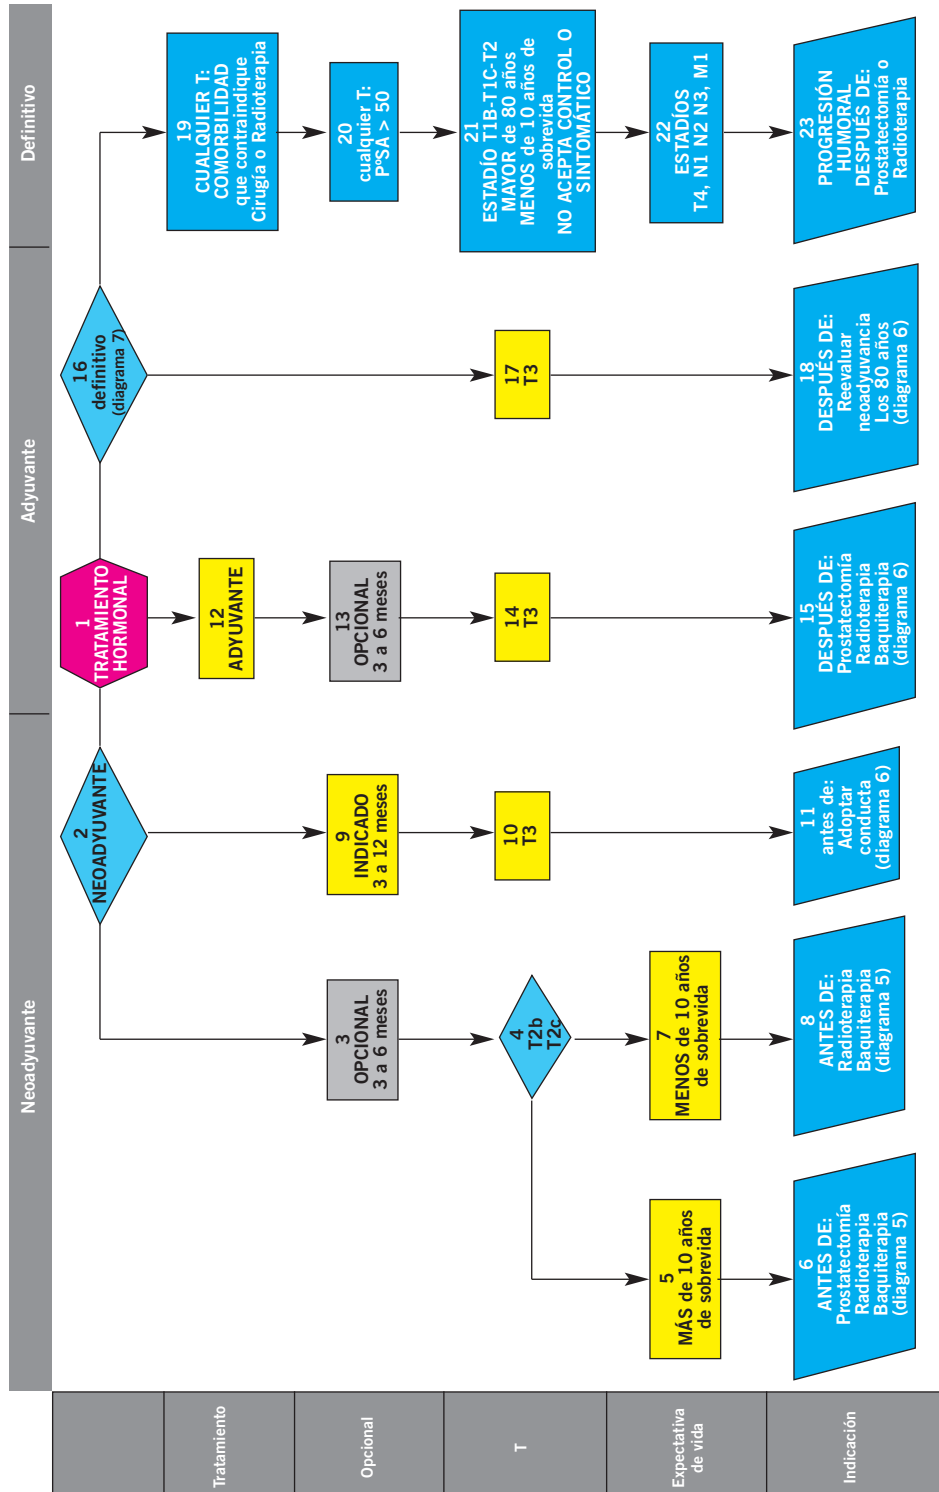 Neoadyuvante
Adyuvante
Definitivo
Tratamiento
Opcional
T
Expectativa
de vida
Indicación
1
TRATAMIENTO
HORMONAL
2
NEOADYUVANTE
3
OPCIONAL
3 a 6 meses
4
T2b
T2c
5
MÁS de 10 años
de sobrevida
6
ANTES DE:
Prostatectomía
Radioterapia
Baquiterapia
(diagrama 5)
7
MENOS de 10 años
de sobrevida
8
ANTES DE:
Radioterapia
Baquiterapia
(diagrama 5)
9
INDICADO
3 a 12 meses
10
T3
11
antes de:
Adoptar
conducta
(diagrama 6)
12
ADYUVANTE
13
OPCIONAL
3 a 6 meses
14
T3
15
DESPUÉS DE:
Prostatectomía
Radioterapia
Baquiterapia
(diagrama 6)
16
definitivo
(diagrama 7)
17
T3
18
DESPUÉS DE:
Reevaluar
neoadyuvancia
Los 80 años
(diagrama 6)
19
CUALQUIER T:
COMORBILIDAD
que contraindique
Cirugía o Radioterapia
20
cualquier T:
PºSA > 50
21
ESTADÍO T1B-T1C-T2
MAYOR de 80 años
MENOS de 10 años de
sobrevida
NO ACEPTA CONTROL O
SINTOMÁTICO
22
ESTADÍOS
T4, N1 N2 N3, M1
23
PROGRESIÓN
HUMORAL
DESPUÉS DE:
Prostatectomía o
Radioterapia